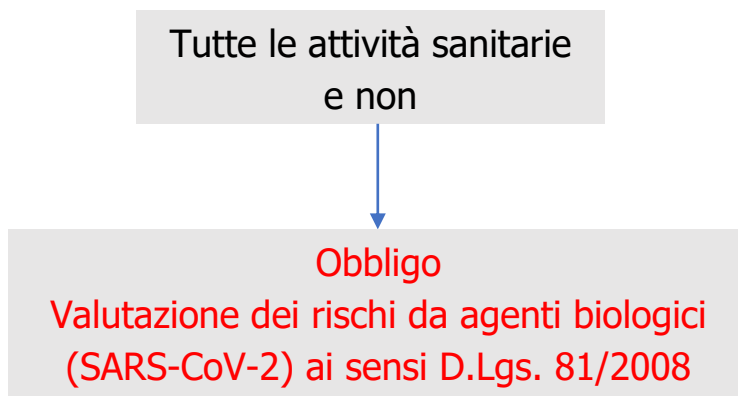 Tutte le attività sanitarie
e non
Obbligo
Valutazione dei rischi da agenti biologici
(SARS-CoV-2) ai sensi D.Lgs. 81/2008